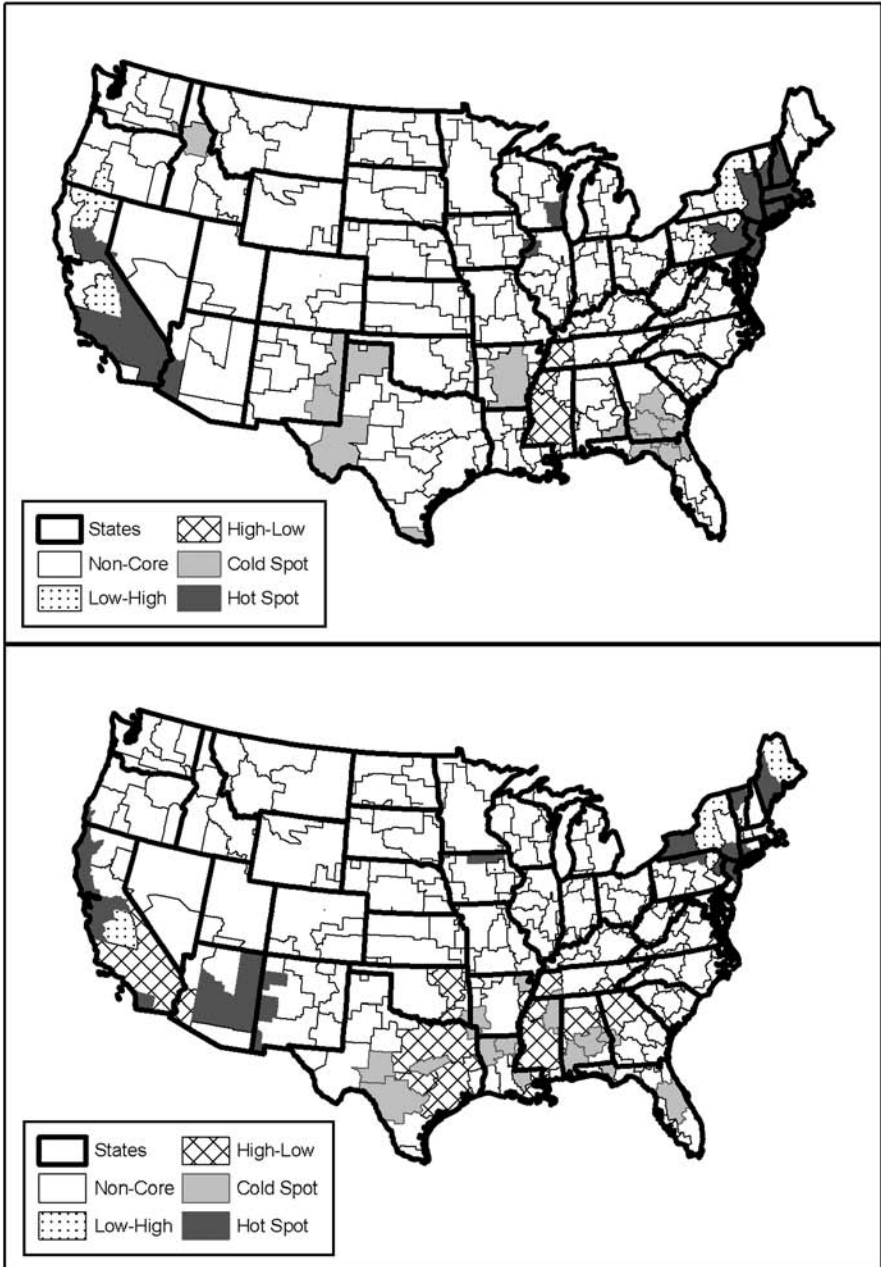 States
High-Low
Non-Core
Cold Spot
Low-High
Hot Spot
States
High-Low
Non-Core
Cold Spot
Low-High
Hot Spot